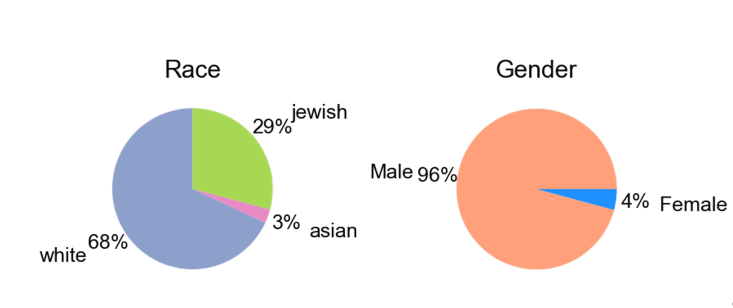 Race
Gender
29% jewish
Male 96%
4% Female
3% asian
white 68%